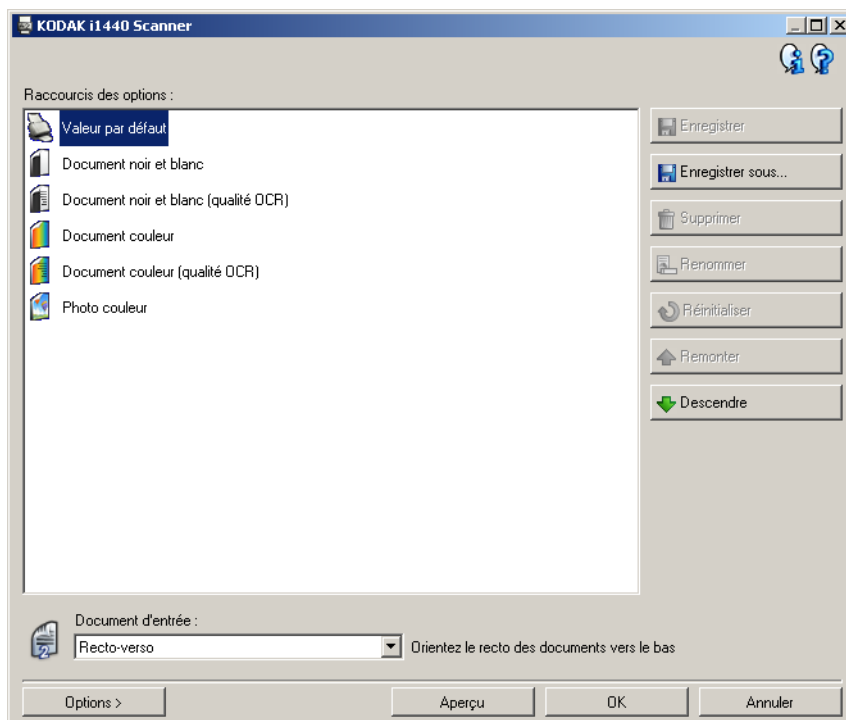 KODAK i1440 Scanner
Raccourcis des options :
Valeur par défaut
Document noir et blanc
Document noir et blanc (qualité OCR)
Document couleur
Document couleur (qualité OCR)
Photo couleur
Enregistrer
Enregistrer sous...
Supprimer
Renommer
Réinitialiser
Remonter
Descendre
Document d'entrée :
2
Recto-verso
Orientez le recto des documents vers le bas
Options >
Aperçu
OK
Annuler